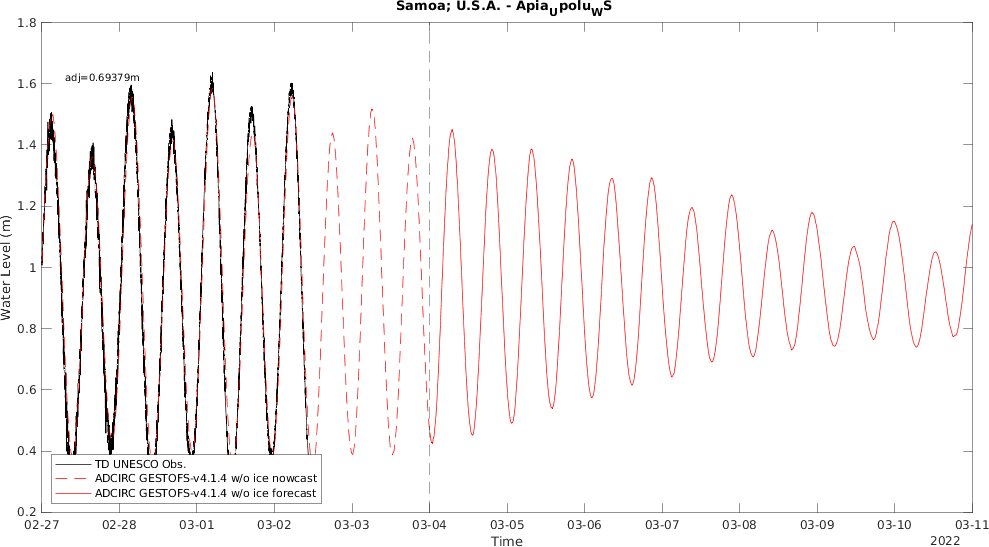 Samoa; U.S.A. - ApiaUpoluWS
1.8
1.6
1.4
1.2
1
0.8
0.6
0.4
0.2
Water Level (m)
adj=0.69379m
TD UNESCO Obs.
ADCIRC GESTOFS-v4.1.4 w/o ice nowcast
ADCIRC GESTOFS-v4.1.4 w/o ice forecast
02-27 02-28 03-01 03-02 03-03 03-04 03-05 03-06 03-07 03-08 03-09 03-10 03-11
Time
2022